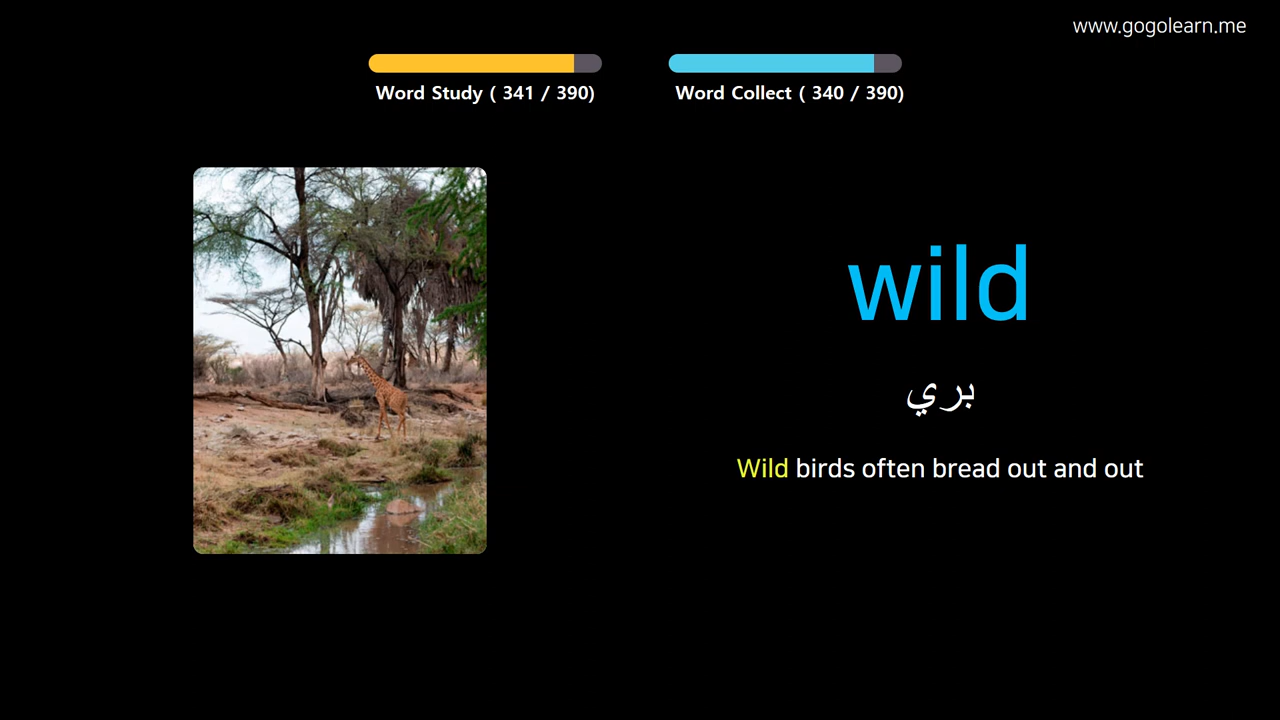 www.gogolearn.me
Word Study ( 341 / 390)
Word Collect ( 340 / 390)
wild
بري
Wild birds often bread out and out